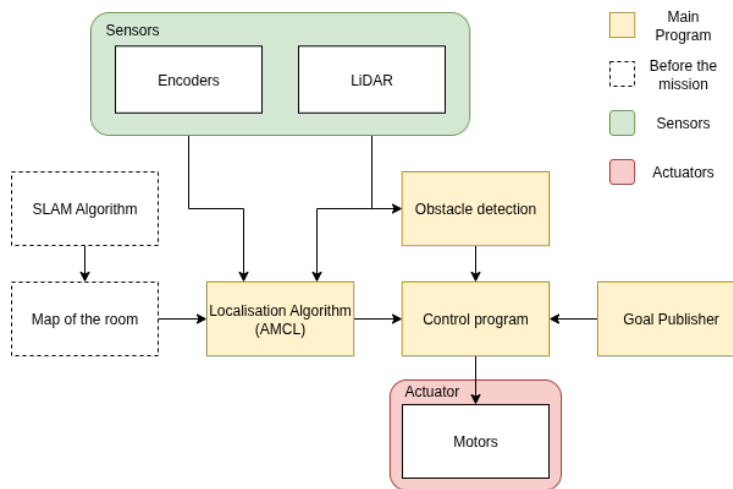 Sensors
Encoders
LiDAR
Main
Program
Before the
mission
Sensors
Actuators
SLAM Algorithm
Obstacle detection
Map of the room
Localisation Algorithm
(AMCL)
Control program
Goal Publisher
Actuator
Motors